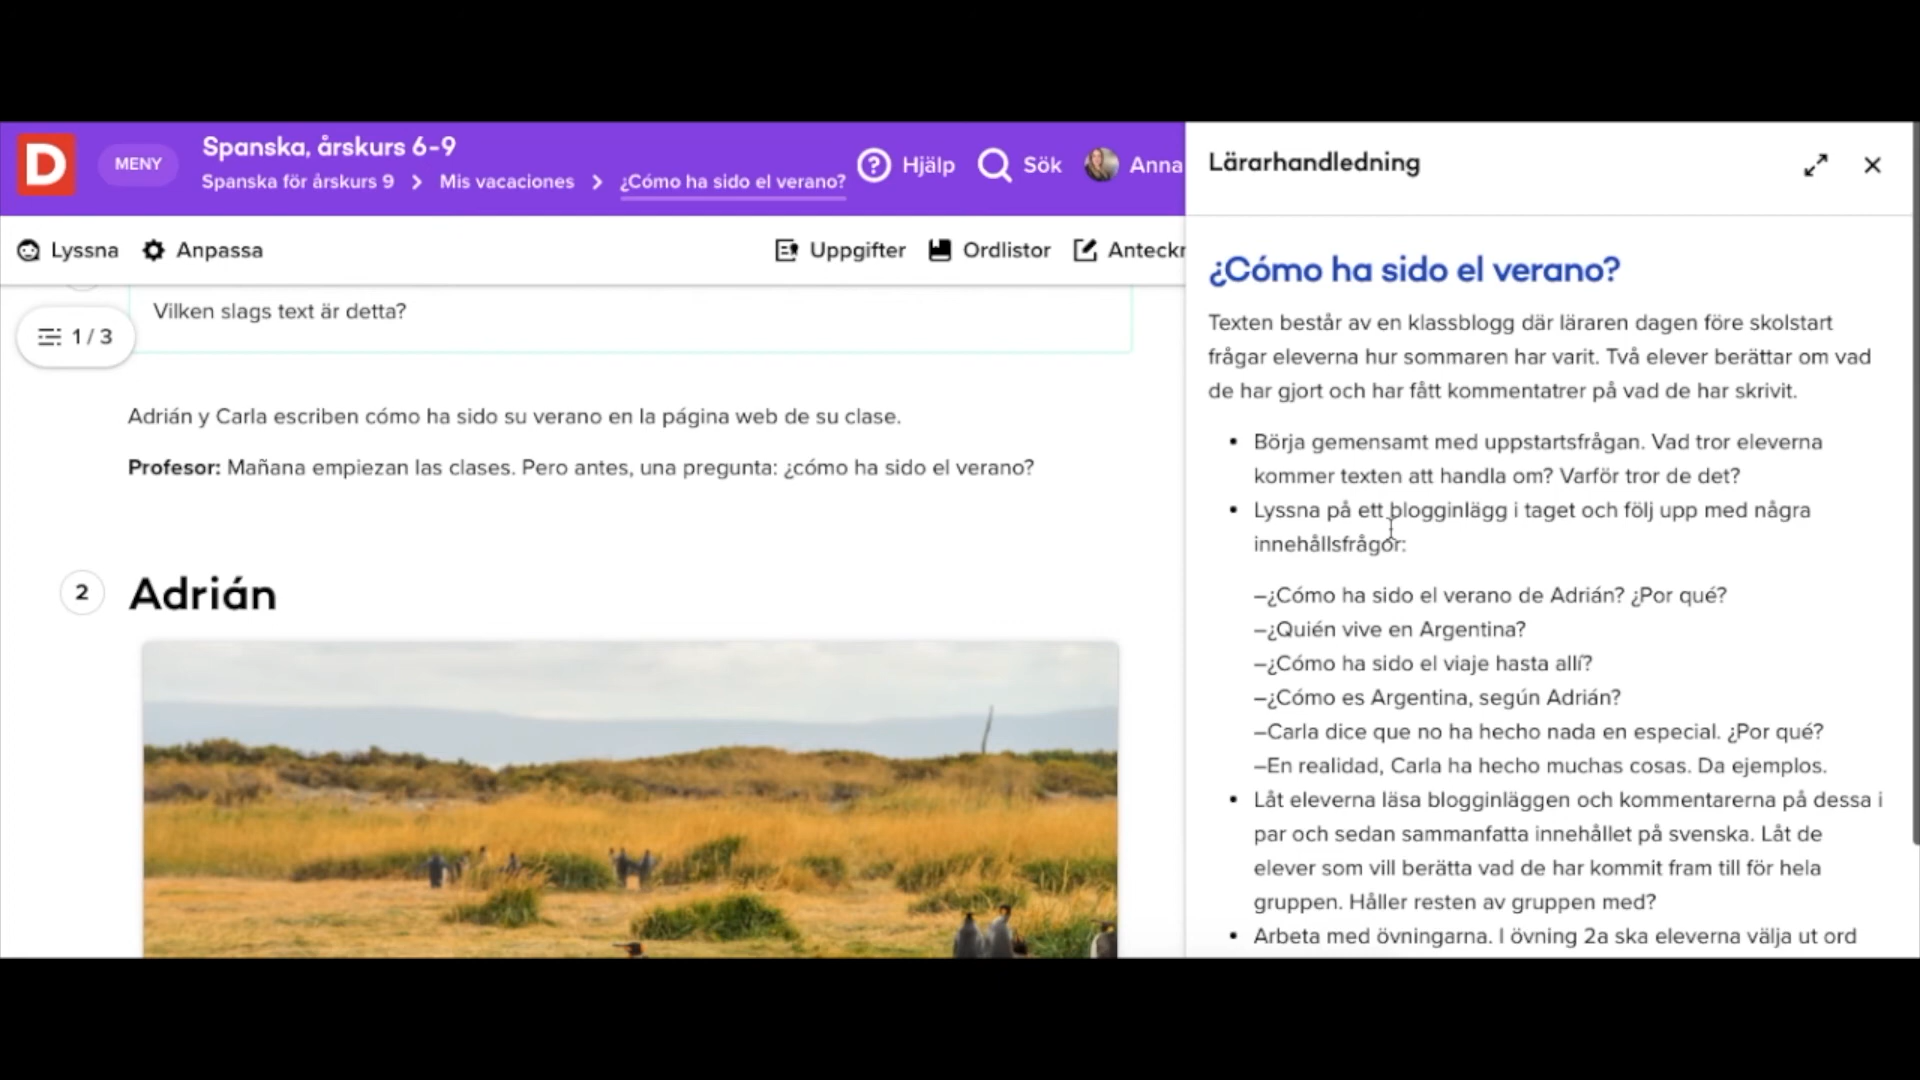 D
MENY
Spanska, årskurs 6-9
Spanska för årskurs 9 > Mis vacaciones > ¿Cómo ha sido el verano?
? Hjälp
Sök
Anna
Lyssna
Anpassa
Uppgifter
Ordlistor
Anteckn
Vilken slags text är detta?
1 / 3
Adrián y Carla escriben cómo ha sido su verano en la página web de su clase.
Profesor: Mañana empiezan las clases. Pero antes, una pregunta: ¿cómo ha sido el verano?
2
Adrián
Lärarhandledning
¿Cómo ha sido el verano?
Texten består av en klassblogg där läraren dagen före skolstart
frågar eleverna hur sommaren har varit. Två elever berättar om vad
de har gjort och har fått kommentatrer på vad de har skrivit.
• Börja gemensamt med uppstartsfrågan. Vad tror eleverna
kommer texten att handla om? Varför tror de det?
• Lyssna på ett blogginlägg i taget och följ upp med några
innehållsfrågor:
–¿Cómo ha sido el verano de Adrián? ¿Por qué?
–¿Quién vive en Argentina?
–¿Cómo ha sido el viaje hasta allí?
–¿Cómo es Argentina, según Adrián?
–Carla dice que no ha hecho nada en especial. ¿Por qué?
–En realidad, Carla ha hecho muchas cosas. Da ejemplos.
• Låt eleverna läsa blogginläggen och kommentarerna på dessa i
par och sedan sammanfatta innehållet på svenska. Låt de
elever som vill berätta vad de har kommit fram till för hela
gruppen. Håller resten av gruppen med?
• Arbeta med övningarna. I övning 2a ska eleverna välja ut ord